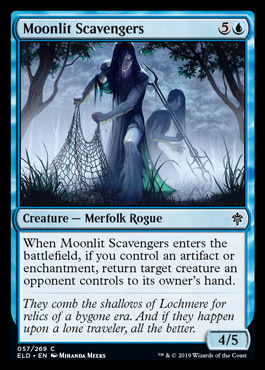 Moonlit Scavengers 5
Creature — Merfolk Rogue
When Moonlit Scavengers enters the
battlefield, if you control an artifact or
enchantment, return target creature an
opponent controls to its owner's hand.
They comb the shallows of Lochmere for
relics of a bygone era. And if they happen
upon a lone traveler, all the better.
4/5
057/269 C
ELD • EN Miranda Meeks ™ & © 2019 Wizards of the Coast